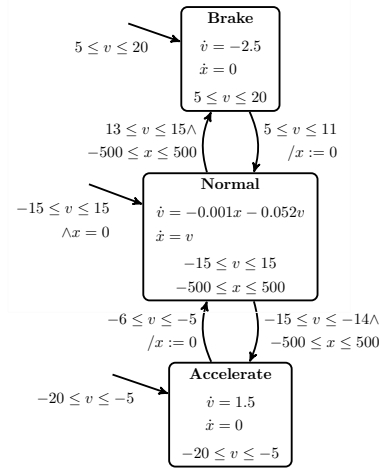 Brake
5 ≤ v ≤ 20
v̇ = −2.5
ẋ = 0
5 ≤ v ≤ 20
13 ≤ v ≤ 15∧
−500 ≤ x ≤ 500
5 ≤ v ≤ 11
/x := 0
Normal
−15 ≤ v ≤ 15
∧x = 0
v̇ = −0.001x − 0.052v
ẋ = v
−15 ≤ v ≤ 15
−500 ≤ x ≤ 500
−6 ≤ v ≤ −5
/x := 0
−15 ≤ v ≤ −14∧
−500 ≤ x ≤ 500
Accelerate
−20 ≤ v ≤ −5
v̇ = 1.5
ẋ = 0
−20 ≤ v ≤ −5